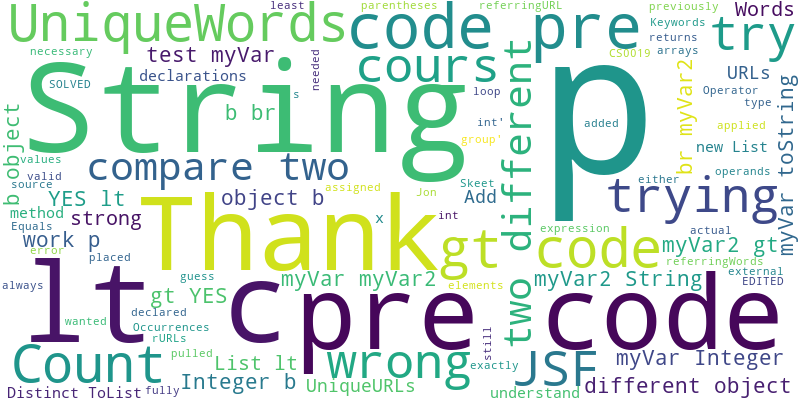 least parentheses referringURL previously Words
UniqueWords code pre Keywords try
necessary test myVar cours CS0019 returns arrays
SOLVED declarations needed URLs
String s loop p Operator type
b object b br int' two different added br myVar2 applied myVar toString
values compare two group' new List
valid source YES lt object b assigned Jon Skeet Add either operands
method strong Thank x int trying
Equals work p gt expression code actual myVar2 gt
error placed referringWords
always lt guess gt YES c myVar myVar2 elements myVar2 String external EDITED
declared pre code
wanted Occurrences rURLs still
Count pulled List lt wrong exactly JSF myVar Integer
Integer b UniqueURLs different object
Distinct ToList fully understand